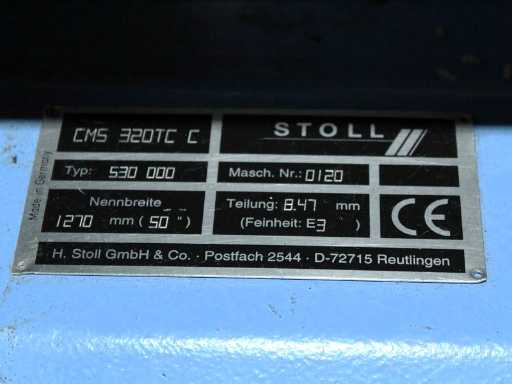 CMS 320TC C
STOLL
Typ: 530 000
Masch. Nr.: 0120
Nennbreite
1270 mm ( 50 " )
Teilung: 8.47 mm
(Feinheit: E3 )
CE
H. Stoll GmbH & Co. · Postfach 2544 · D-72715 Reutlingen
Made in Germany